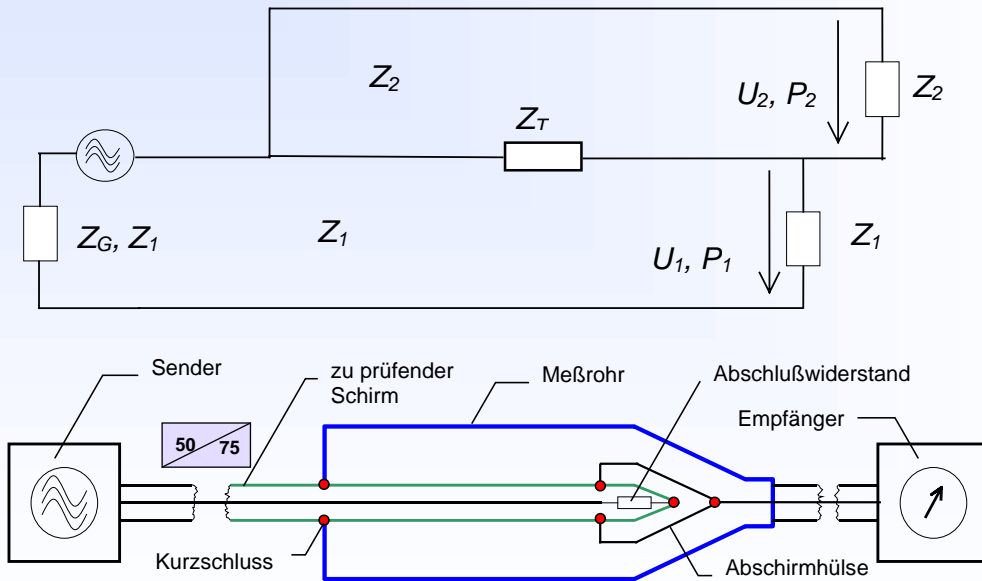 Z2
U2, P2
Z2
ZT
ZG, Z1
Z1
U1, P1
Z1
Sender
zu prüfender
Schirm
Meßrohr
Abschlußwiderstand
Empfänger
50 / 75
Kurzschluss
Abschirmhülse